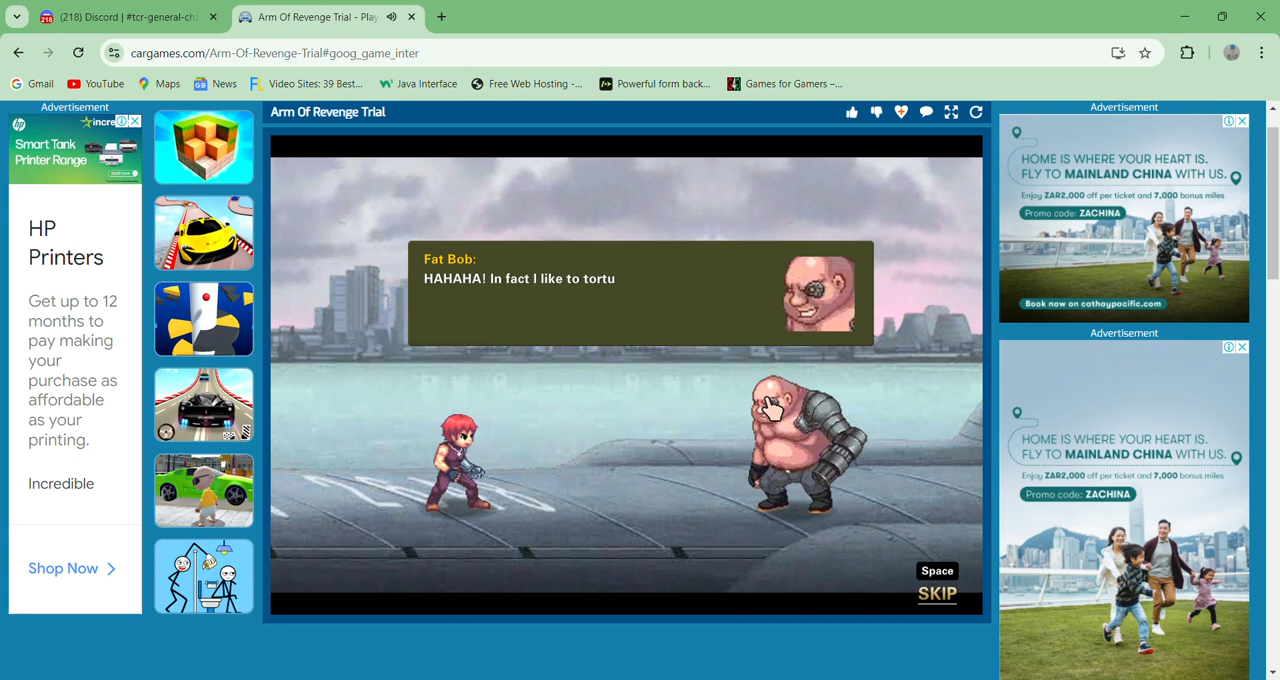 (218) Discord | #tcr-general-cha
Arm Of Revenge Trial - Play
cargames.com/Arm-Of-Revenge-Trial#goog_game_inter
Gmail
YouTube
Maps
News
Video Sites: 39 Best...
Java Interface
Free Web Hosting -...
Powerful form back...
Games for Gamers –...
Advertisement
hp
Smart Tank
Printer Range
HP
Printers
Get up to 12
months to
pay making
your
purchase as
affordable
as your
printing.
Incredible
Shop Now
Arm Of Revenge Trial
Fat Bob:
HAHAHA! In fact I like to tortu
Space
SKIP
Advertisement
HOME IS WHERE YOUR HEART IS.
FLY TO MAINLAND CHINA WITH US.
Enjoy ZAR2,000 off per ticket and 7,000 bonus miles
Promo code: ZACHINA
Book now on cathaypacific.com
Advertisement
HOME IS WHERE YOUR HEART IS.
FLY TO MAINLAND CHINA WITH US.
Enjoy ZAR2,000 off per ticket and 7,000 bonus miles
Promo code: ZACHINA